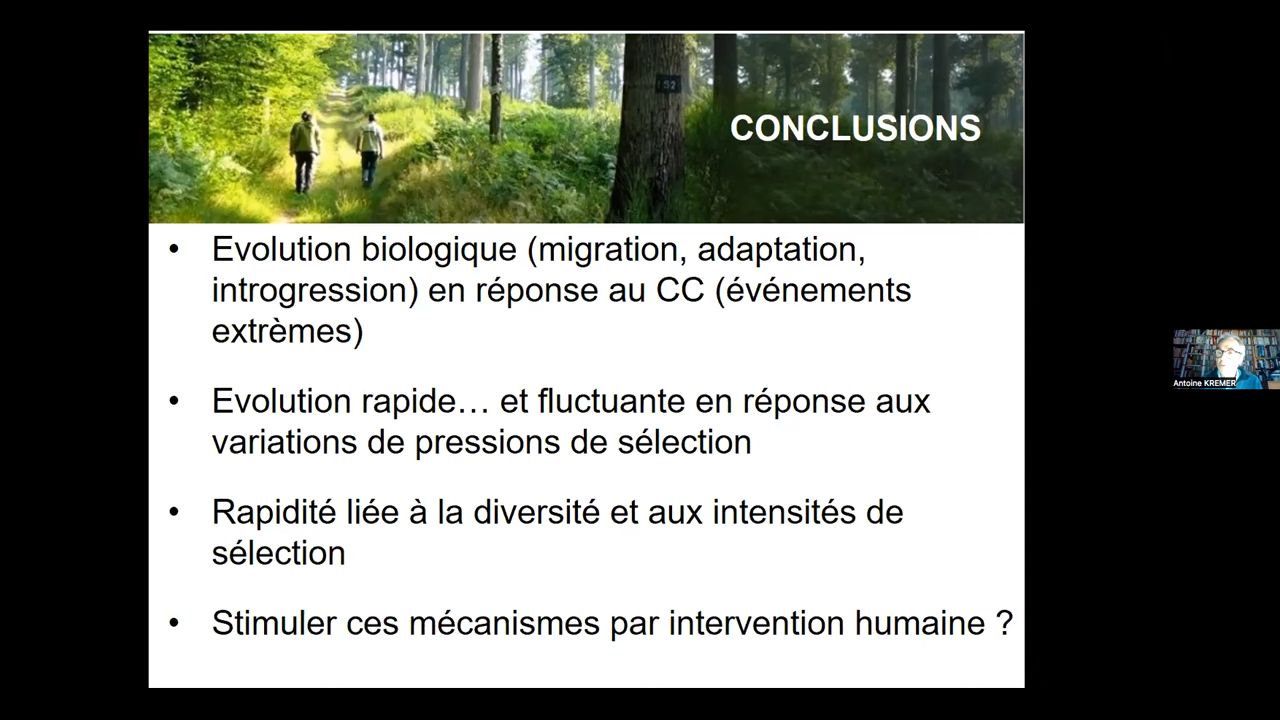 CONCLUSIONS
• Evolution biologique (migration, adaptation,
introgression) en réponse au CC (événements
extrèmes)
• Evolution rapide… et fluctuante en réponse aux
variations de pressions de sélection
• Rapidité liée à la diversité et aux intensités de
sélection
• Stimuler ces mécanismes par intervention humaine ?
152
Antoine KREMER